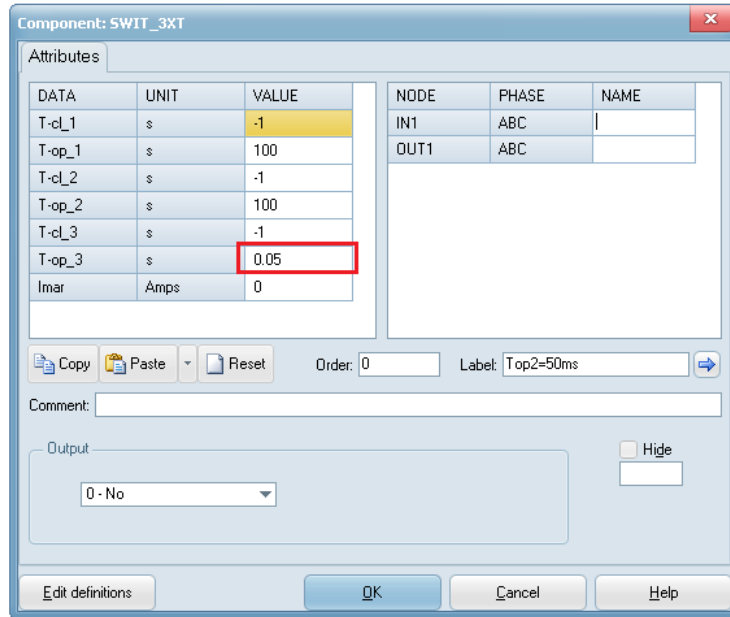 Component: SWIT_3XT
Attributes
DATA UNIT VALUE
T-cl_1 s -1
T-op_1 s 100
T-cl_2 s -1
T-op_2 s 100
T-cl_3 s -1
T-op_3 s 0.05
Imar Amps 0
NODE PHASE NAME
IN1 ABC
OUT1 ABC
Copy Paste Reset Order: 0 Label: Top2=50ms
Comment:
Output
0 - No
Hide
Edit definitions OK Cancel Help